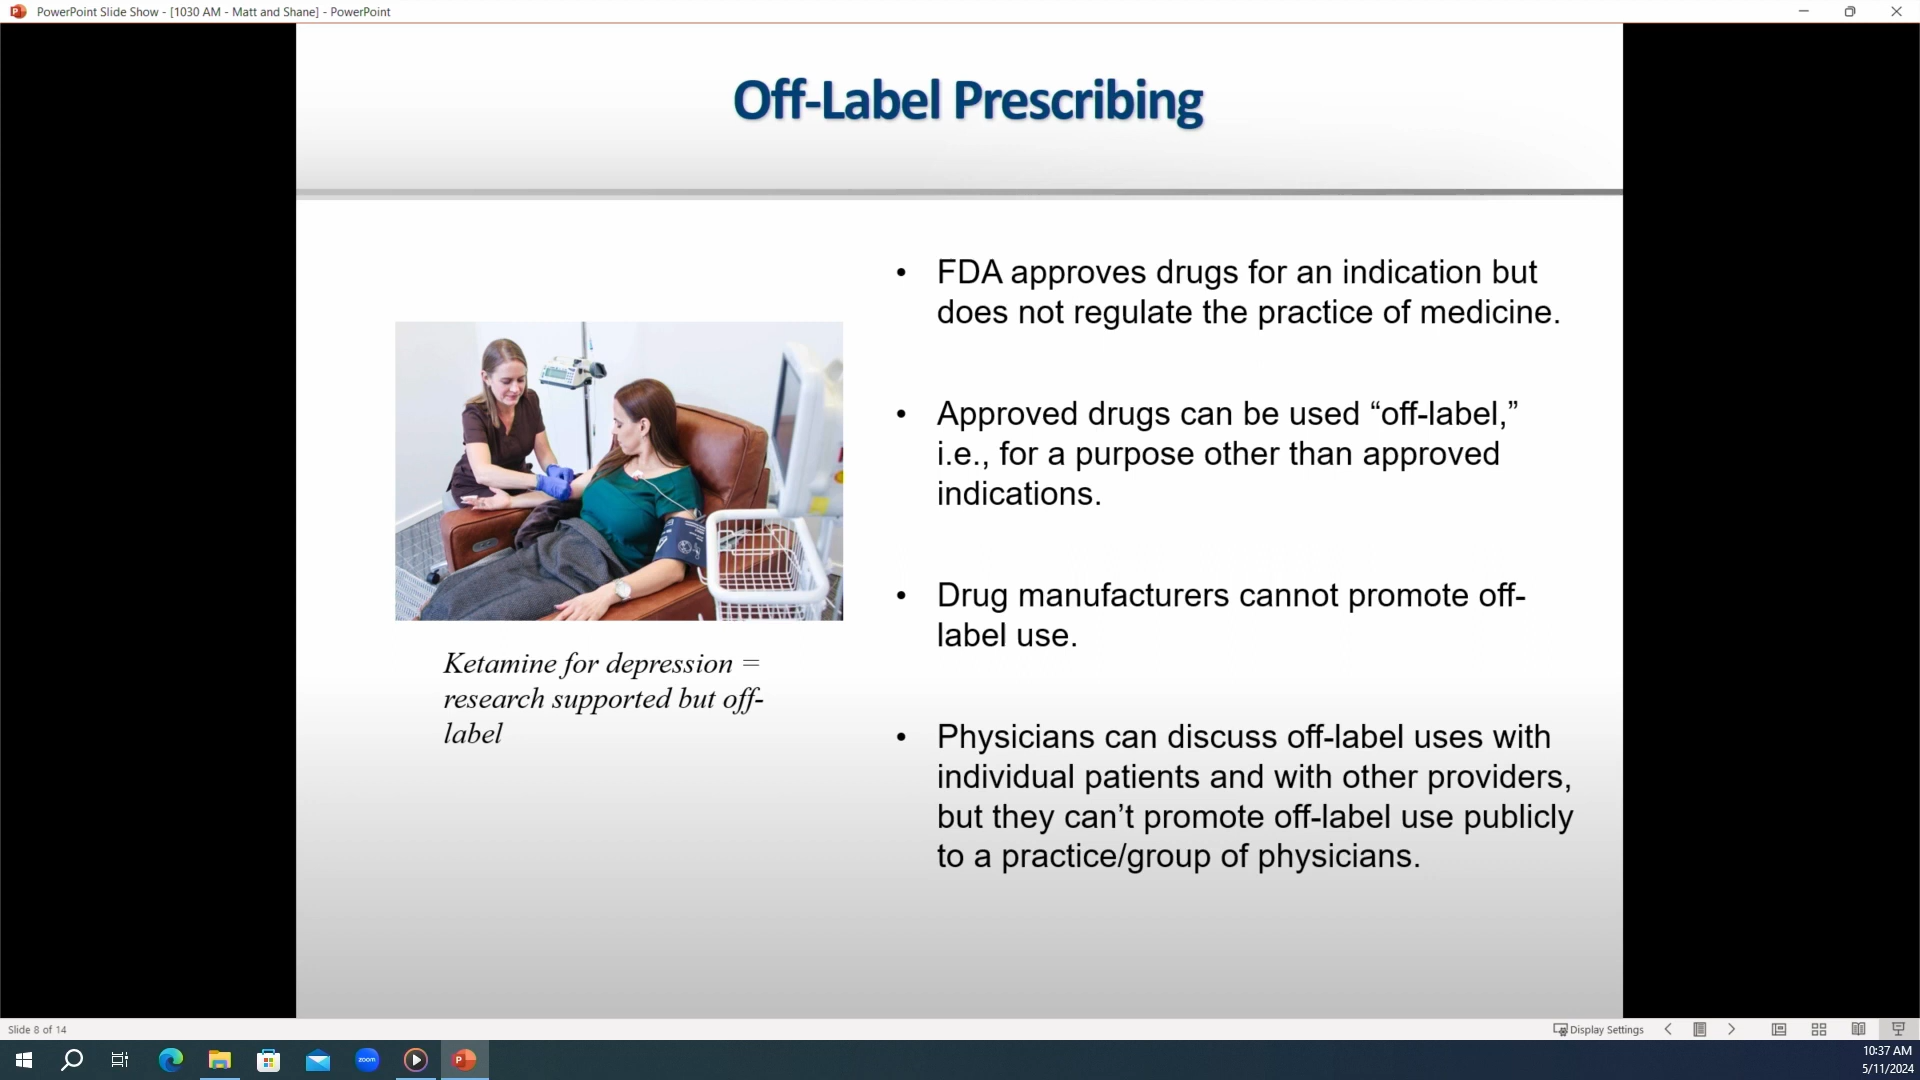 PowerPoint Slide Show - [1030 AM - Matt and Shane] - PowerPoint
Off-Label Prescribing
• FDA approves drugs for an indication but
does not regulate the practice of medicine.
• Approved drugs can be used “off-label,”
i.e., for a purpose other than approved
indications.
• Drug manufacturers cannot promote off-
label use.
• Physicians can discuss off-label uses with
individual patients and with other providers,
but they can’t promote off-label use publicly
to a practice/group of physicians.
Ketamine for depression =
research supported but off-
label
Slide 8 of 14
Display Settings
zoom
10:37 AM
5/11/2024